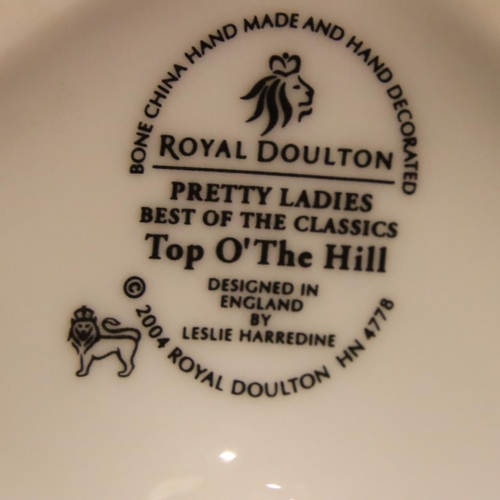 BONE CHINA HAND MADE AND HAND DECORATED
ROYAL DOULTON
PRETTY LADIES
BEST OF THE CLASSICS
Top O'The Hill
DESIGNED IN
ENGLAND
BY
LESLIE HARREDINE
© 2004 ROYAL DOULTON HN 4778